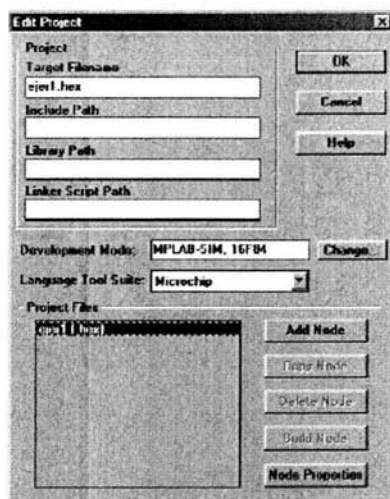 Edit Project
Project
Target Filename
ejer1.hex
OK
Include Path
Cancel
Library Path
Help
Linker Script Path
Development Mode: MPLAB-SIM, 16F84 Change...
Language Tool Suite: Microchip
Project Files
Add Node
Copy Node
Delete Node
Build Node
Node Properties